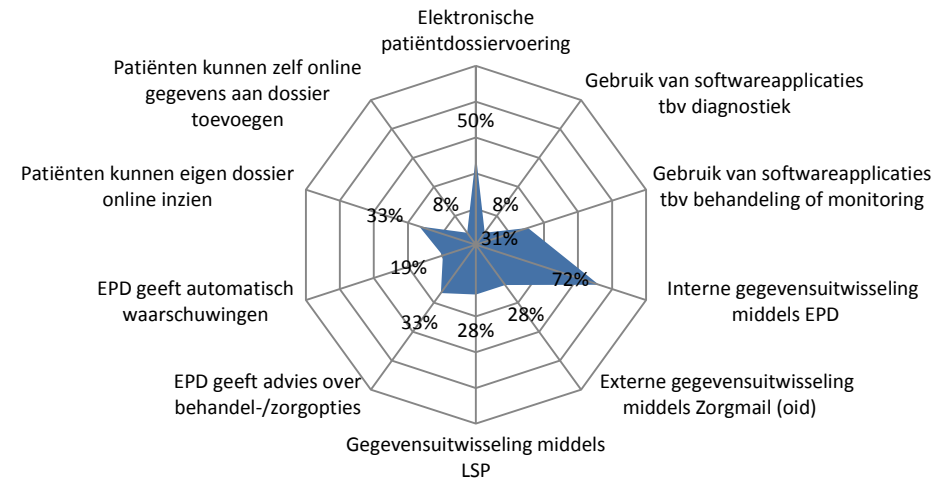 Elektronische
patiëntdossiervoering
Gebruik van softwareapplicaties
tbv diagnostiek
Gebruik van softwareapplicaties
tbv behandeling of monitoring
Interne gegevensuitwisseling
middels EPD
Externe gegevensuitwisseling
middels Zorgmail (oid)
Gegevensuitwisseling middels
LSP
EPD geeft advies over
behandel-/zorgopties
EPD geeft automatisch
waarschuwingen
Patiënten kunnen eigen dossier
online inzien
Patiënten kunnen zelf online
gegevens aan dossier
toevoegen
50%
8%
31%
72%
28%
28%
33%
19%
33%
8%